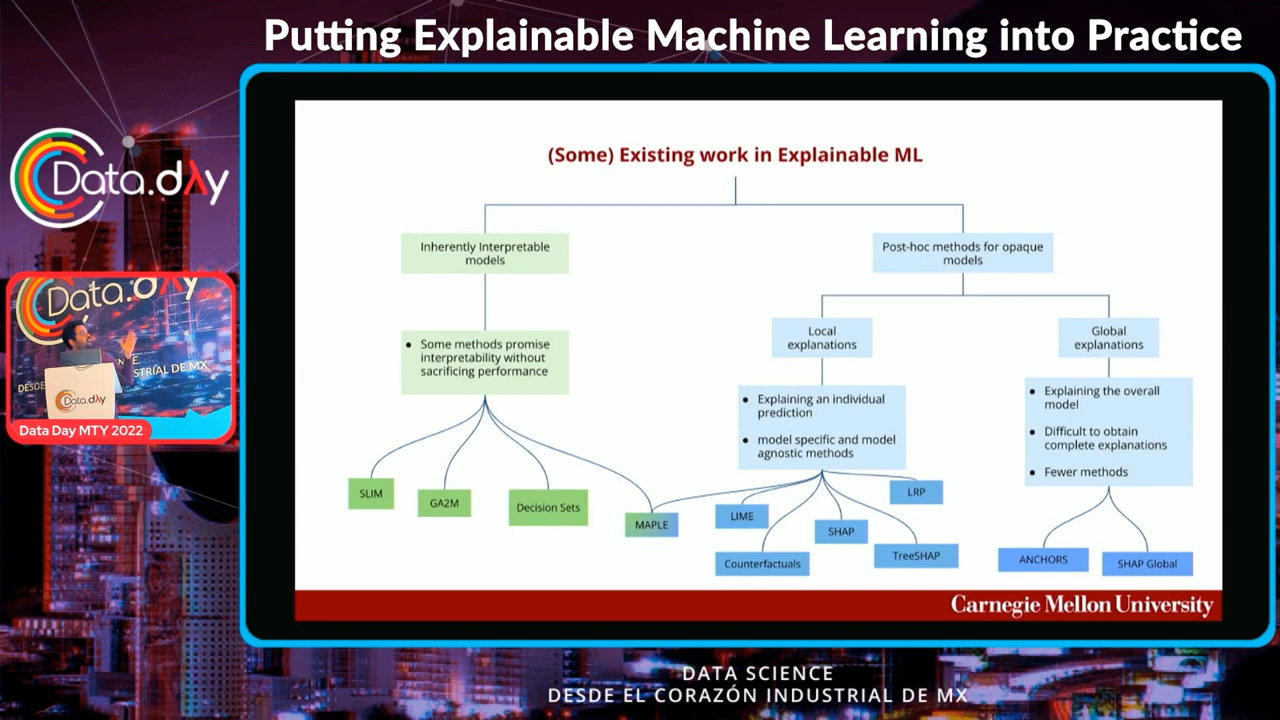 Putting Explainable Machine Learning into Practice
Data.dλy
(Some) Existing work in Explainable ML
Inherently Interpretable
models
Post-hoc methods for opaque
models
Local
explanations
Global
explanations
• Some methods promise
interpretability without
sacrificing performance
• Explaining an individual
prediction
• model specific and model
agnostic methods
• Explaining the overall
model
• Difficult to obtain
complete explanations
• Fewer methods
SLIM
GA2M
Decision Sets
MAPLE
LIME
Counterfactuals
SHAP
TreeSHAP
LRP
ANCHORS
SHAP Global
Carnegie Mellon University
Data.dλy
DESDE
STRIAL DE MX
Data.dλy
Data Day MTY 2022
DATA SCIENCE
DESDE EL CORAZÓN INDUSTRIAL DE MX